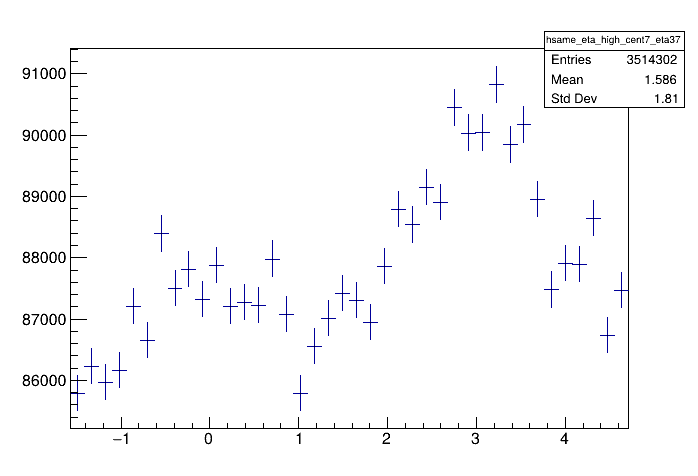 hsame_eta_high_cent7_eta37
Entries 3514302
Mean 1.586
Std Dev 1.81
91000
90000
89000
88000
87000
86000
−1 0 1 2 3 4